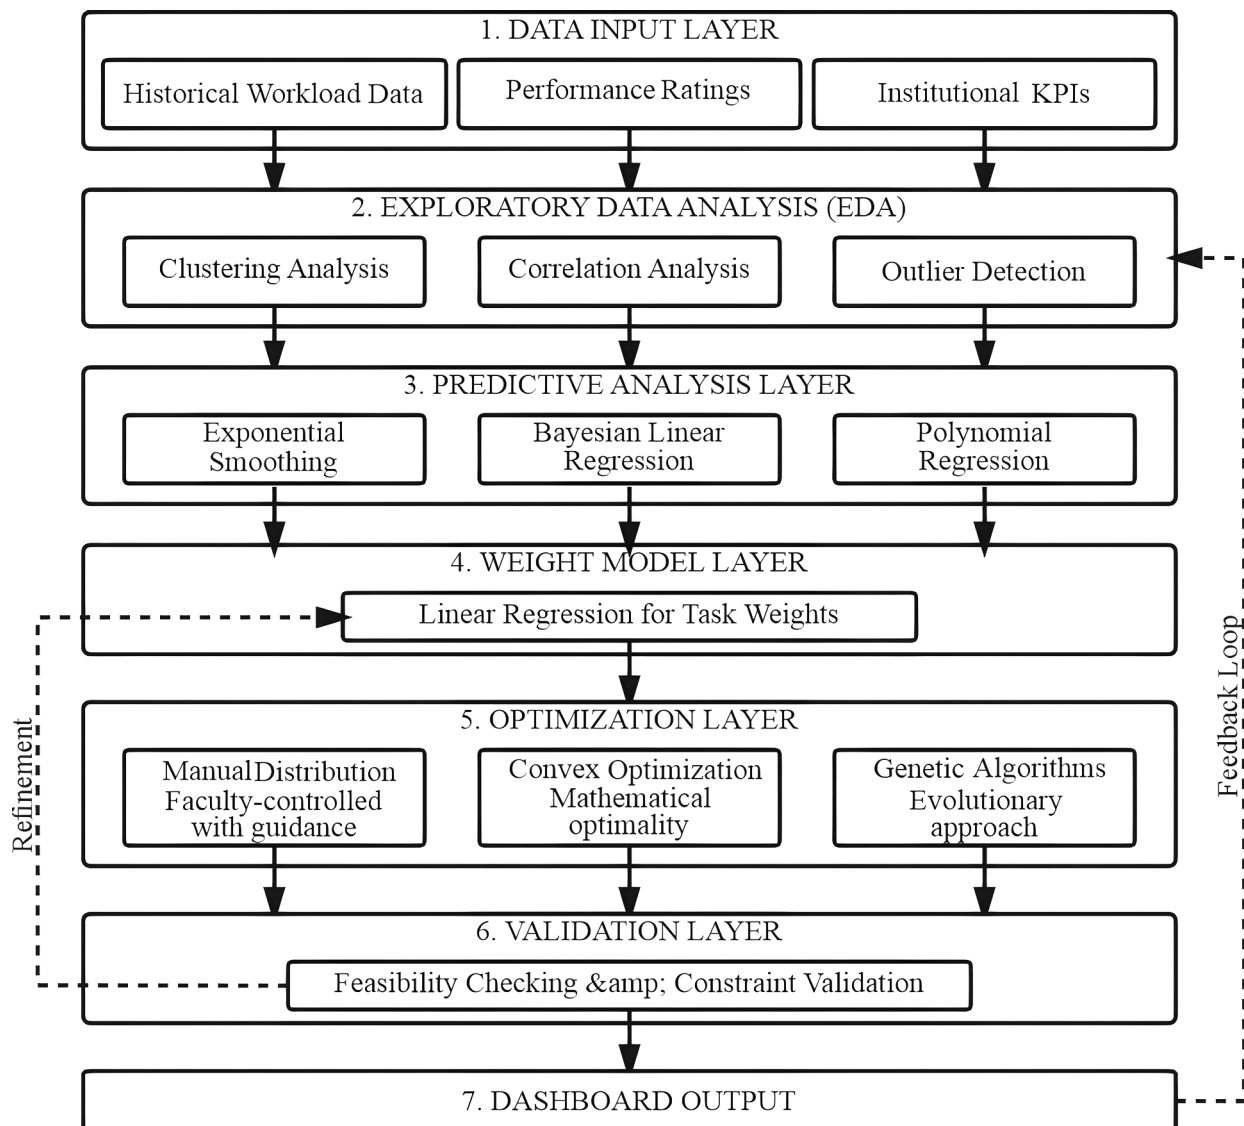 1. DATA INPUT LAYER
Historical Workload Data
Performance Ratings
Institutional KPIs
2. EXPLORATORY DATA ANALYSIS (EDA)
Clustering Analysis
Correlation Analysis
Outlier Detection
3. PREDICTIVE ANALYSIS LAYER
Exponential
Smoothing
Bayesian Linear
Regression
Polynomial
Regression
4. WEIGHT MODEL LAYER
Linear Regression for Task Weights
5. OPTIMIZATION LAYER
Manual Distribution
Faculty-controlled
with guidance
Convex Optimization
Mathematical
optimality
Genetic Algorithms
Evolutionary
approach
6. VALIDATION LAYER
Feasibility Checking &amp; Constraint Validation
7. DASHBOARD OUTPUT
Refinement
Feedback Loop